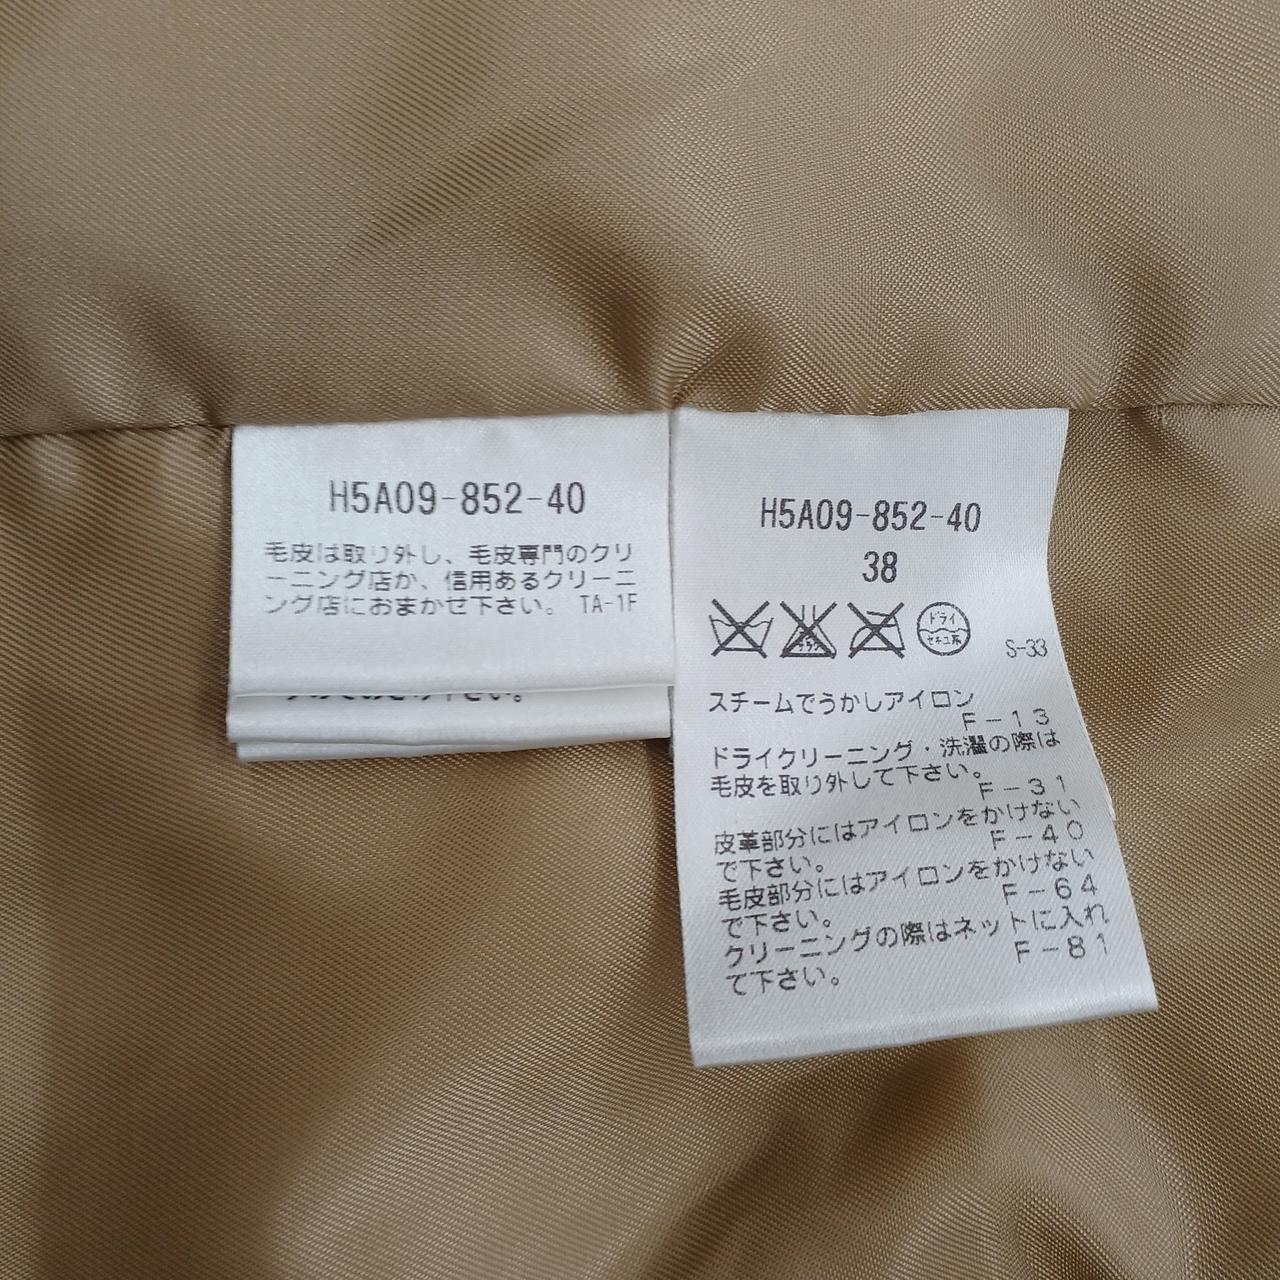 H5A09-852-40
毛皮は取り外し、毛皮専門のクリ
ーニング店か、信用あるクリーニ
ング店におまかせ下さい。 TA-1F
H5A09-852-40
38
ドライ
セキユ系
S-33
スチームでうかしアイロン
F-13
ドライクリーニング・洗濯の際は
毛皮を取り外して下さい。
F-31
皮革部分にはアイロンをかけない
で下さい。
F-40
毛皮部分にはアイロンをかけない
で下さい。
F-64
クリーニングの際はネットに入れ
て下さい。
F-81